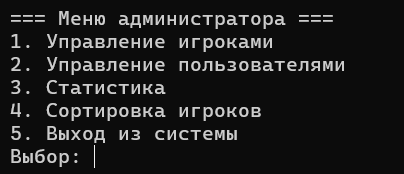 === Меню администратора ===
1. Управление игроками
2. Управление пользователями
3. Статистика
4. Сортировка игроков
5. Выход из системы
Выбор: